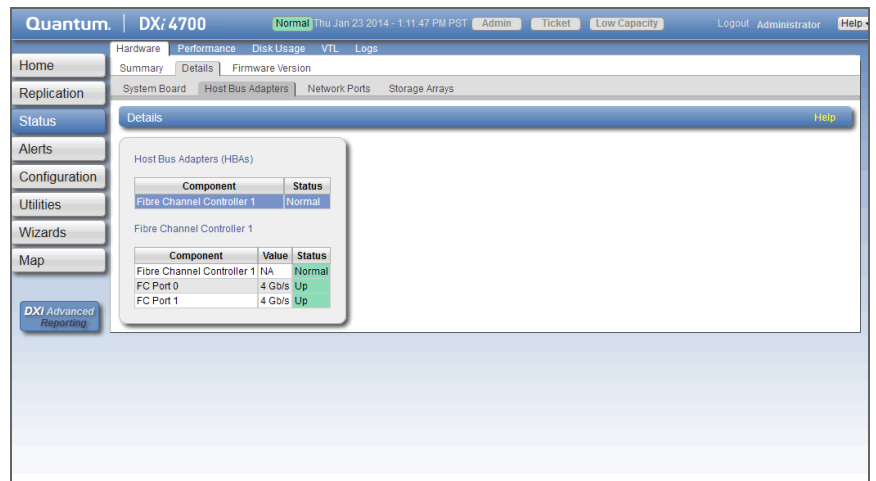 Quantum. DXi 4700 Normal Thu Jan 23 2014 - 1:11:47 PM PST Admin Ticket Low Capacity Logout Administrator Help
Hardware Performance Disk Usage VTL Logs
Summary Details Firmware Version
System Board Host Bus Adapters Network Ports Storage Arrays
Home
Replication
Status
Alerts
Configuration
Utilities
Wizards
Map
DXi Advanced
Reporting
Details Help
Host Bus Adapters (HBAs)
Component Status
Fibre Channel Controller 1 Normal
Fibre Channel Controller 1
Component Value Status
Fibre Channel Controller 1 NA Normal
FC Port 0 4 Gb/s Up
FC Port 1 4 Gb/s Up